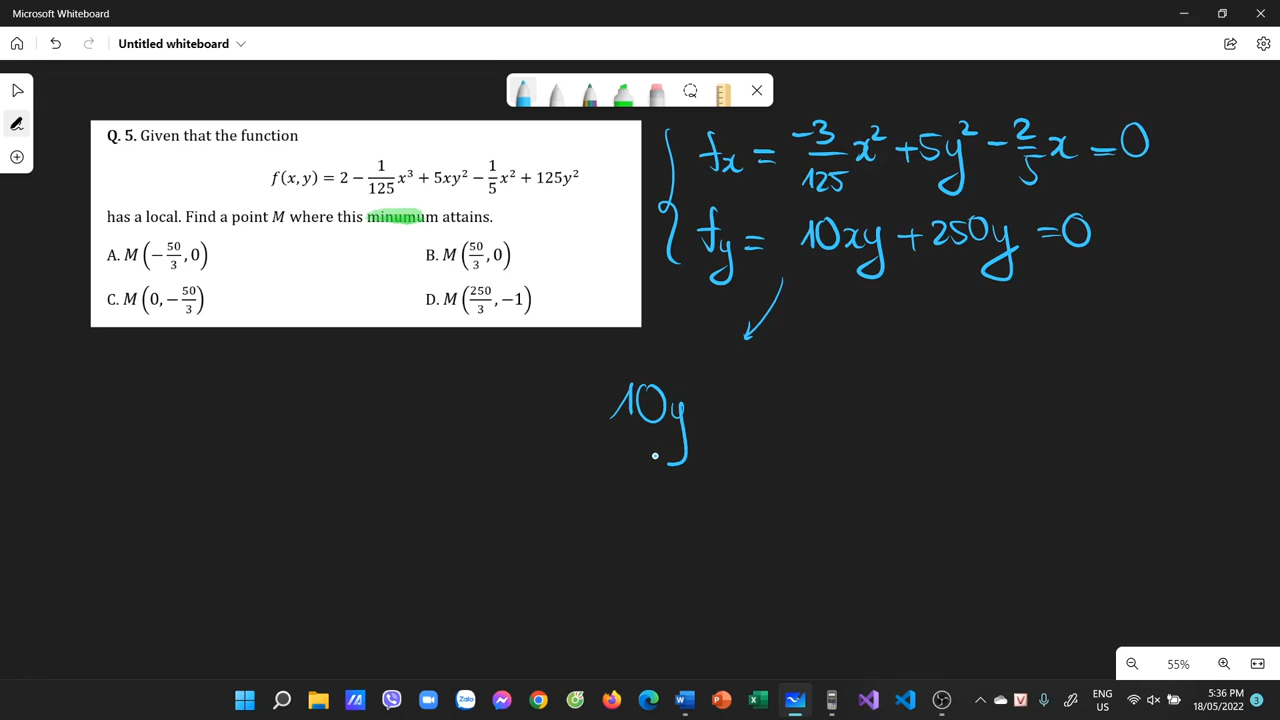 Microsoft Whiteboard
Untitled whiteboard
Q. 5. Given that the function
f(x, y) = 2 − 1/125 x³ + 5xy² − 1/5 x² + 125y²
has a local. Find a point M where this minumum attains.
A. M (−50/3, 0)
B. M (50/3, 0)
C. M (0, −50/3)
D. M (250/3, −1)
fx = −3/125 x² + 5y² − 2/5 x = 0
fy = 10xy + 250y = 0
10y
55%
Zalo
V
ENG
US
5:36 PM
18/05/2022
3